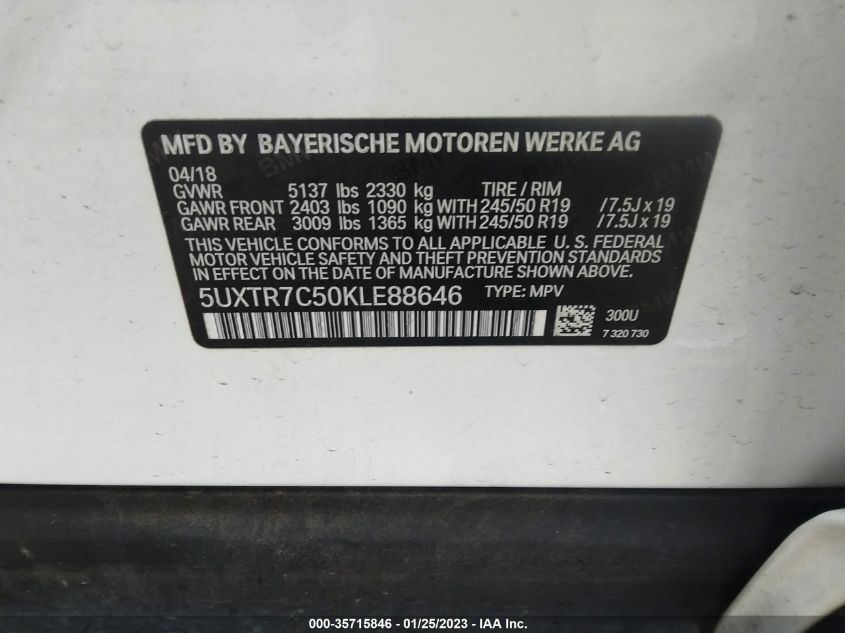 MFD BY BAYERISCHE MOTOREN WERKE AG
04/18
GVWR 5137 lbs 2330 kg TIRE / RIM
GAWR FRONT 2403 lbs 1090 kg WITH 245/50 R19 /7.5J x 19
GAWR REAR 3009 lbs 1365 kg WITH 245/50 R19 /7.5J x 19
THIS VEHICLE CONFORMS TO ALL APPLICABLE U. S. FEDERAL
MOTOR VEHICLE SAFETY AND THEFT PREVENTION STANDARDS
IN EFFECT ON THE DATE OF MANUFACTURE SHOWN ABOVE.
5UXTR7C50KLE88646 TYPE: MPV
300U
7 320 730
000-35715846 - 01/25/2023 - IAA Inc.